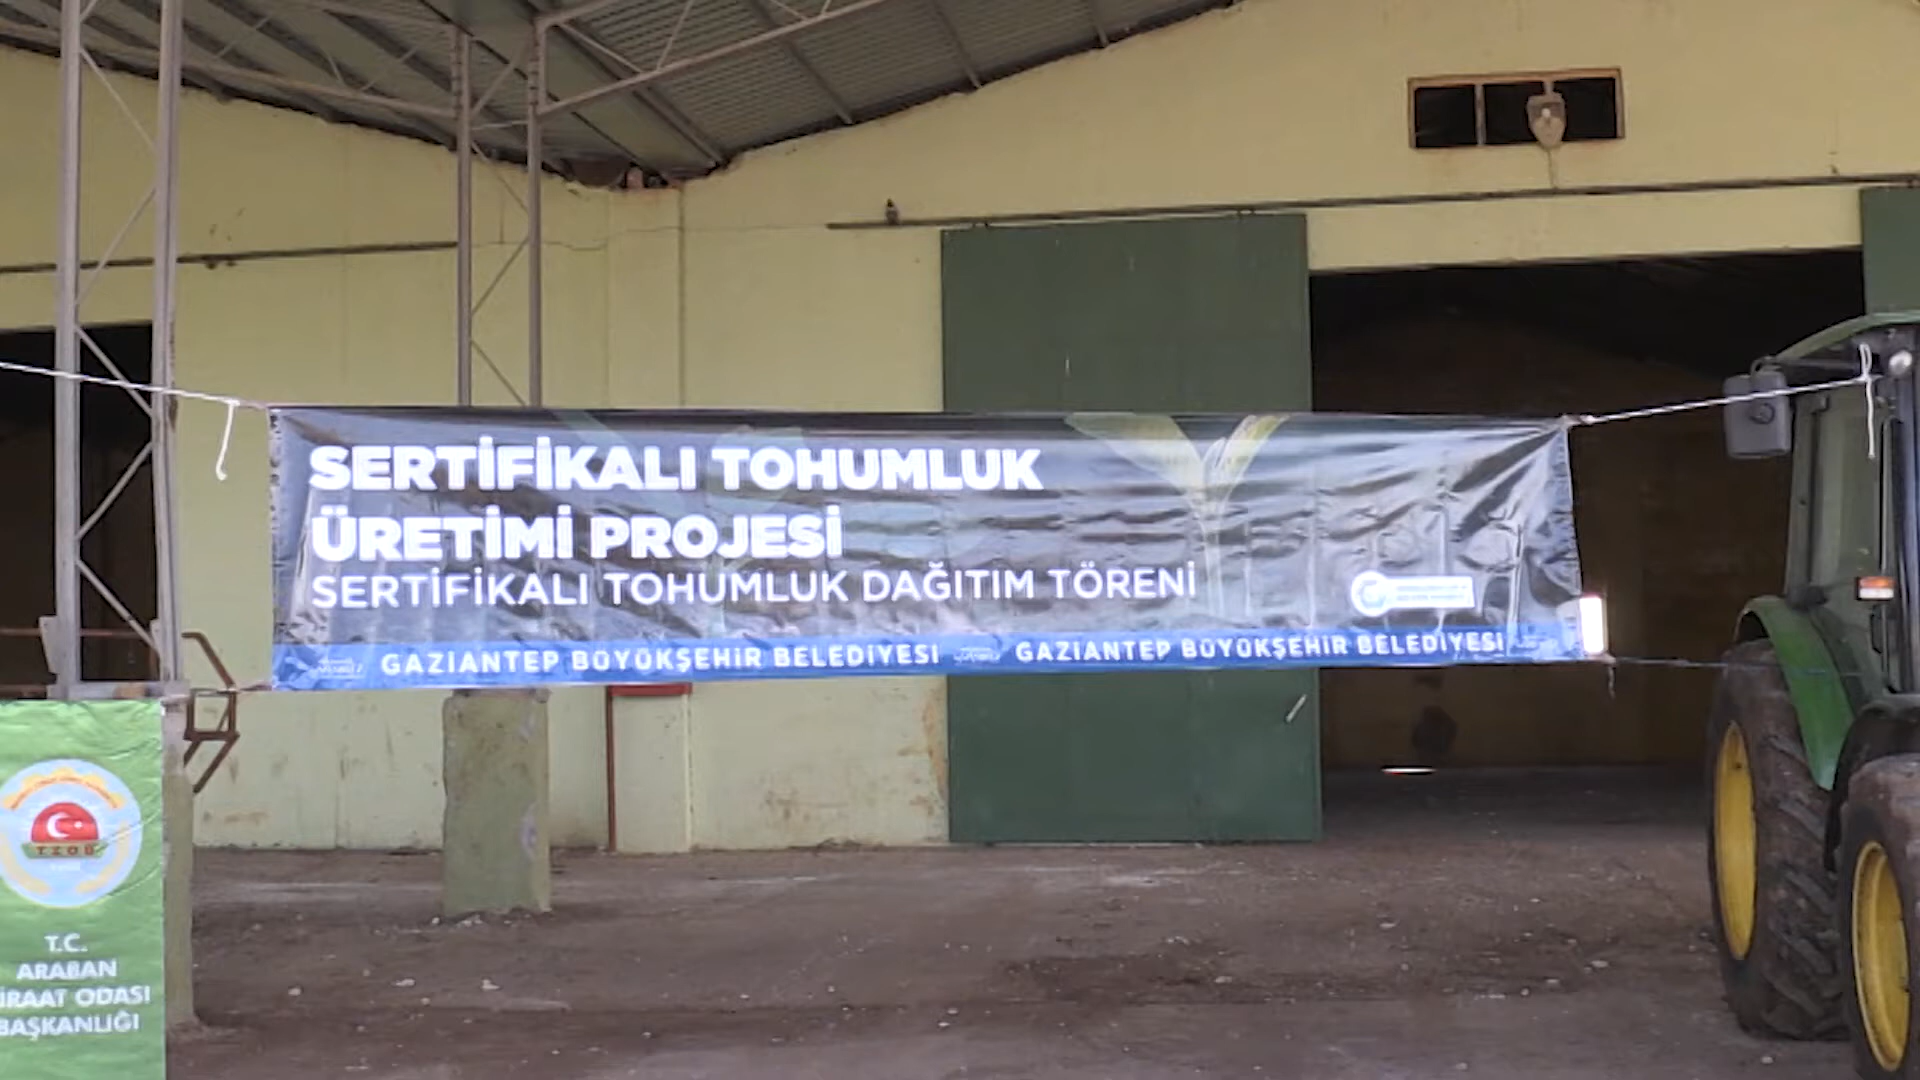 SERTİFİKALI TOHUMLUK
ÜRETİMİ PROJESİ
SERTİFİKALI TOHUMLUK DAĞITIM TÖRENİ
GAZİANTEP BÜYÜKŞEHİR BELEDİYESİ GAZİANTEP BÜYÜKŞEHİR BELEDİYESİ
TZOB
T.C.
ARABAN
İRAAT ODASI
BAŞKANLIĞI